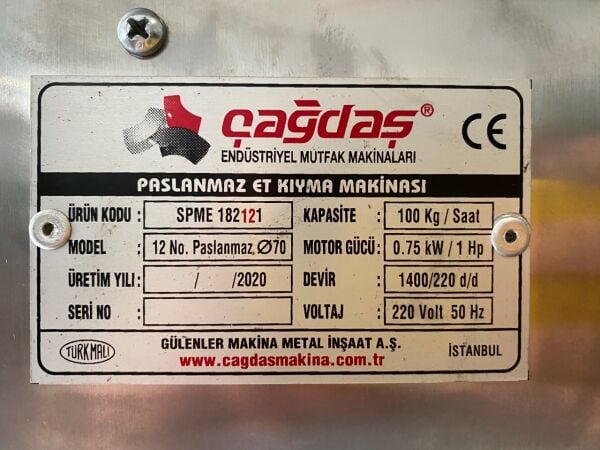 çağdaş®
CE
ENDÜSTRİYEL MUTFAK MAKİNALARI
PASLANMAZ ET KIYMA MAKİNASI
ÜRÜN KODU : SPME 182121 KAPASİTE : 100 Kg / Saat
MODEL : 12 No. Paslanmaz Ø70 MOTOR GÜCÜ : 0.75 kW / 1 Hp
ÜRETİM YILI : / /2020 DEVİR : 1400/220 d/d
SERİ NO : VOLTAJ : 220 Volt 50 Hz
TÜRK MALI
GÜLENLER MAKİNA METAL İNŞAAT A.Ş.
www.cagdasmakina.com.tr
İSTANBUL